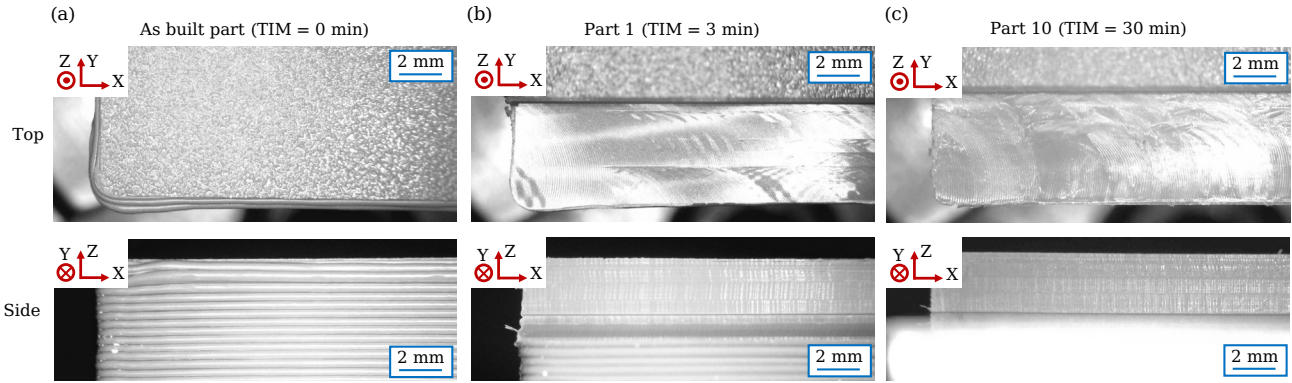 (a)
As built part (TIM = 0 min)
(b)
Part 1 (TIM = 3 min)
(c)
Part 10 (TIM = 30 min)
Top
Z Y
X
2 mm
Z Y
X
2 mm
Z Y
X
2 mm
Side
Y Z
X
2 mm
Y Z
X
2 mm
Y Z
X
2 mm